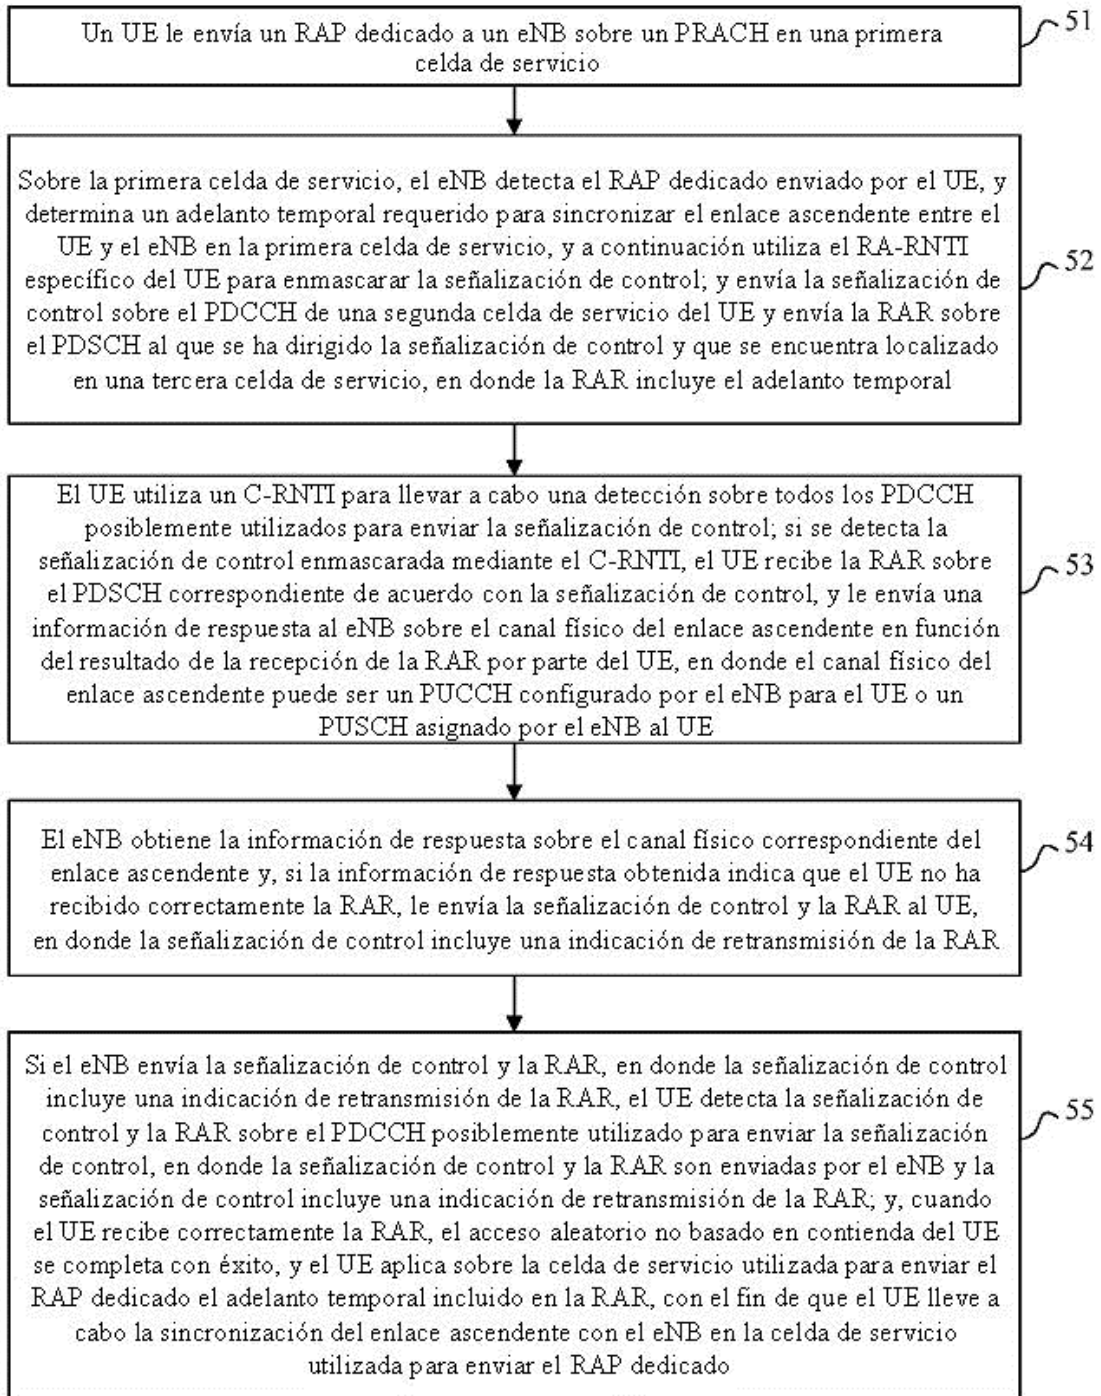 Un UE le envía un RAP dedicado a un eNB sobre un PRACH en una primera
celda de servicio
51
Sobre la primera celda de servicio, el eNB detecta el RAP dedicado enviado por el UE, y
determina un adelanto temporal requerido para sincronizar el enlace ascendente entre el
UE y el eNB en la primera celda de servicio, y a continuación utiliza el RA-RNTI
específico del UE para enmascarar la señalización de control; y envía la señalización de
control sobre el PDCCH de una segunda celda de servicio del UE y envía la RAR sobre
el PDSCH al que se ha dirigido la señalización de control y que se encuentra localizado
en una tercera celda de servicio, en donde la RAR incluye el adelanto temporal
52
El UE utiliza un C-RNTI para llevar a cabo una detección sobre todos los PDCCH
posiblemente utilizados para enviar la señalización de control; si se detecta la
señalización de control enmascarada mediante el C-RNTI, el UE recibe la RAR sobre
el PDSCH correspondiente de acuerdo con la señalización de control, y le envía una
información de respuesta al eNB sobre el canal físico del enlace ascendente en función
del resultado de la recepción de la RAR por parte del UE, en donde el canal físico del
enlace ascendente puede ser un PUCCH configurado por el eNB para el UE o un
PUSCH asignado por el eNB al UE
53
El eNB obtiene la información de respuesta sobre el canal físico correspondiente del
enlace ascendente y, si la información de respuesta obtenida indica que el UE no ha
recibido correctamente la RAR, le envía la señalización de control y la RAR al UE,
en donde la señalización de control incluye una indicación de retransmisión de la RAR
54
Si el eNB envía la señalización de control y la RAR, en donde la señalización de control
incluye una indicación de retransmisión de la RAR, el UE detecta la señalización de
control y la RAR sobre el PDCCH posiblemente utilizado para enviar la señalización
de control, en donde la señalización de control y la RAR son enviadas por el eNB y la
señalización de control incluye una indicación de retransmisión de la RAR; y, cuando
el UE recibe correctamente la RAR, el acceso aleatorio no basado en contienda del UE
se completa con éxito, y el UE aplica sobre la celda de servicio utilizada para enviar el
RAP dedicado el adelanto temporal incluido en la RAR, con el fin de que el UE lleve a
cabo la sincronización del enlace ascendente con el eNB en la celda de servicio
utilizada para enviar el RAP dedicado
55